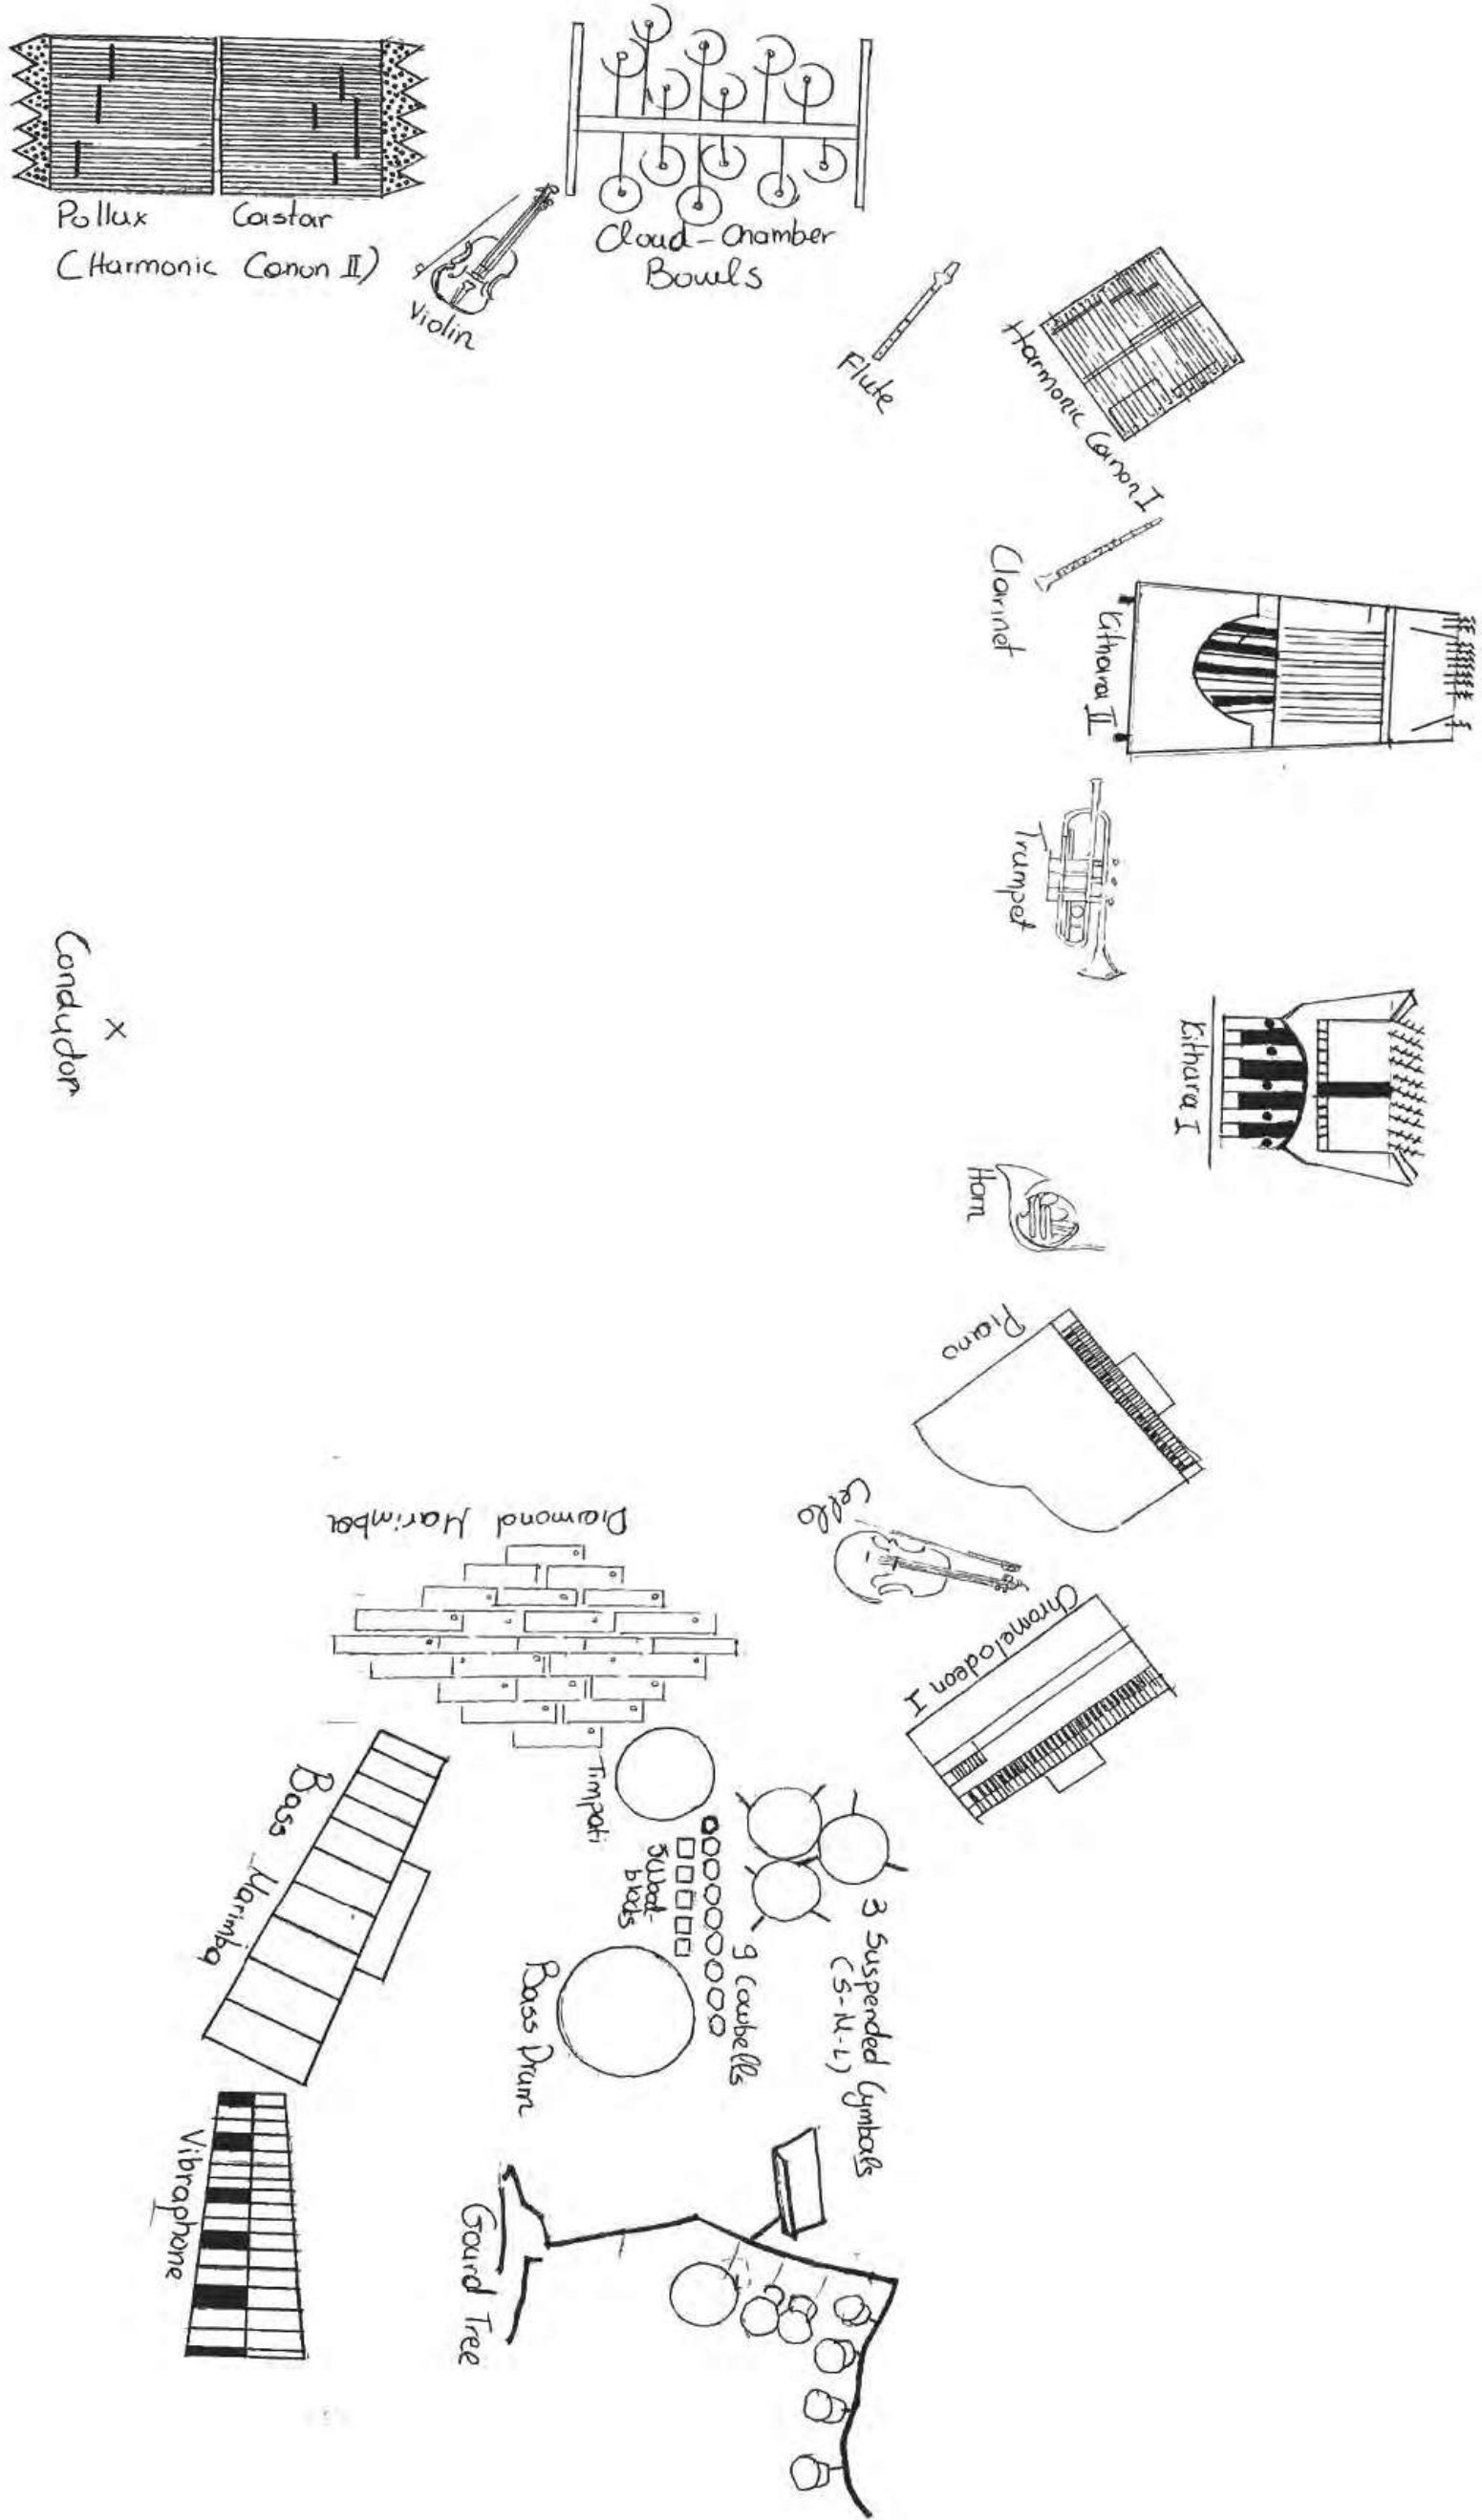 Pollux Castar
(Harmonic Canon II)
Violin
Cloud-Chamber
Bowls
Flute
Harmonic Canon I
Clarinet
Kithara II
Trumpet
Kithara I
Conductor
X
Horn
Piano
Cello
Chromelodeon I
Diamond Marimba
Timpati
5 Wood-
blocks
9 Cowbells
3 Suspended Cymbals
(S-M-L)
Bass Marimba
Bass Drum
Vibraphone
Gourd Tree